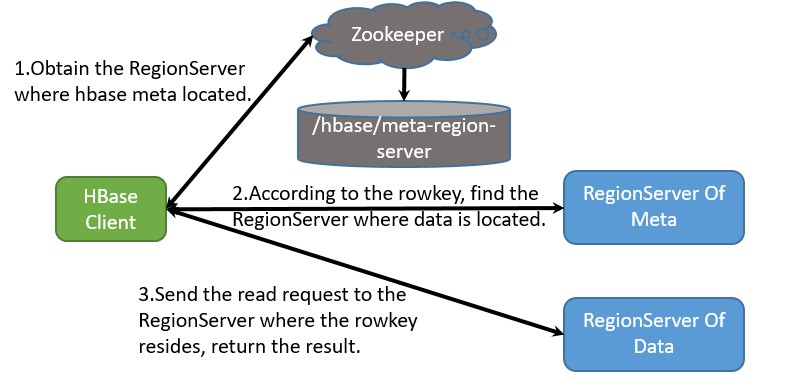 Zookeeper
1.Obtain the RegionServer
where hbase meta located.
/hbase/meta-region-
server
HBase
Client
2.According to the rowkey, find the
RegionServer where data is located.
RegionServer Of
Meta
3.Send the read request to the
RegionServer where the rowkey
resides, return the result.
RegionServer Of
Data